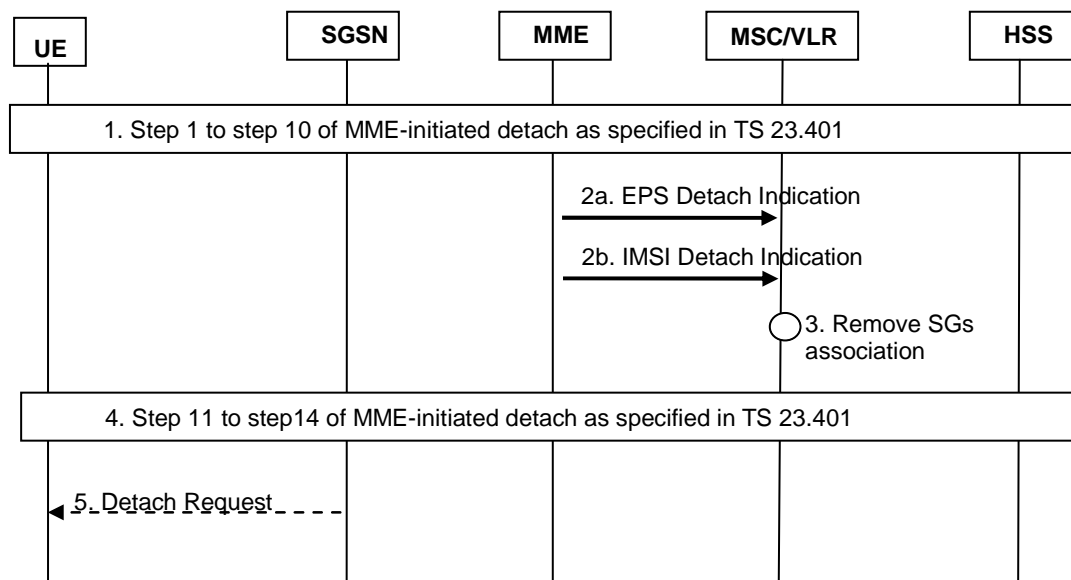 UE
SGSN
MME
MSC/VLR
HSS
1. Step 1 to step 10 of MME-initiated detach as specified in TS 23.401
2a. EPS Detach Indication
2b. IMSI Detach Indication
3. Remove SGs
association
4. Step 11 to step14 of MME-initiated detach as specified in TS 23.401
5. Detach Request